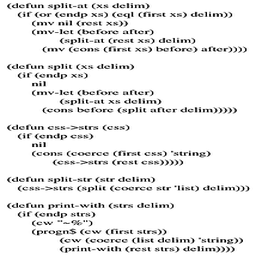 (defun split-at (xs delim)
(if (or (endp xs) (eql (first xs) delim))
(mv nil (rest xs))
(mv-let (before after)
(split-at (rest xs) delim)
(mv (cons (first xs) before) after))))
(defun split (xs delim)
(if (endp xs)
nil
(mv-let (before after)
(split-at xs delim)
(cons before (split after delim)))))
(defun css->strs (css)
(if (endp css)
nil
(cons (coerce (first css) 'string)
(css->strs (rest css)))))
(defun split-str (str delim)
(css->strs (split (coerce str 'list) delim)))
(defun print-with (strs delim)
(if (endp strs)
(cw "~%")
(progn$ (cw (first strs))
(cw (coerce (list delim) 'string))
(print-with (rest strs) delim))))